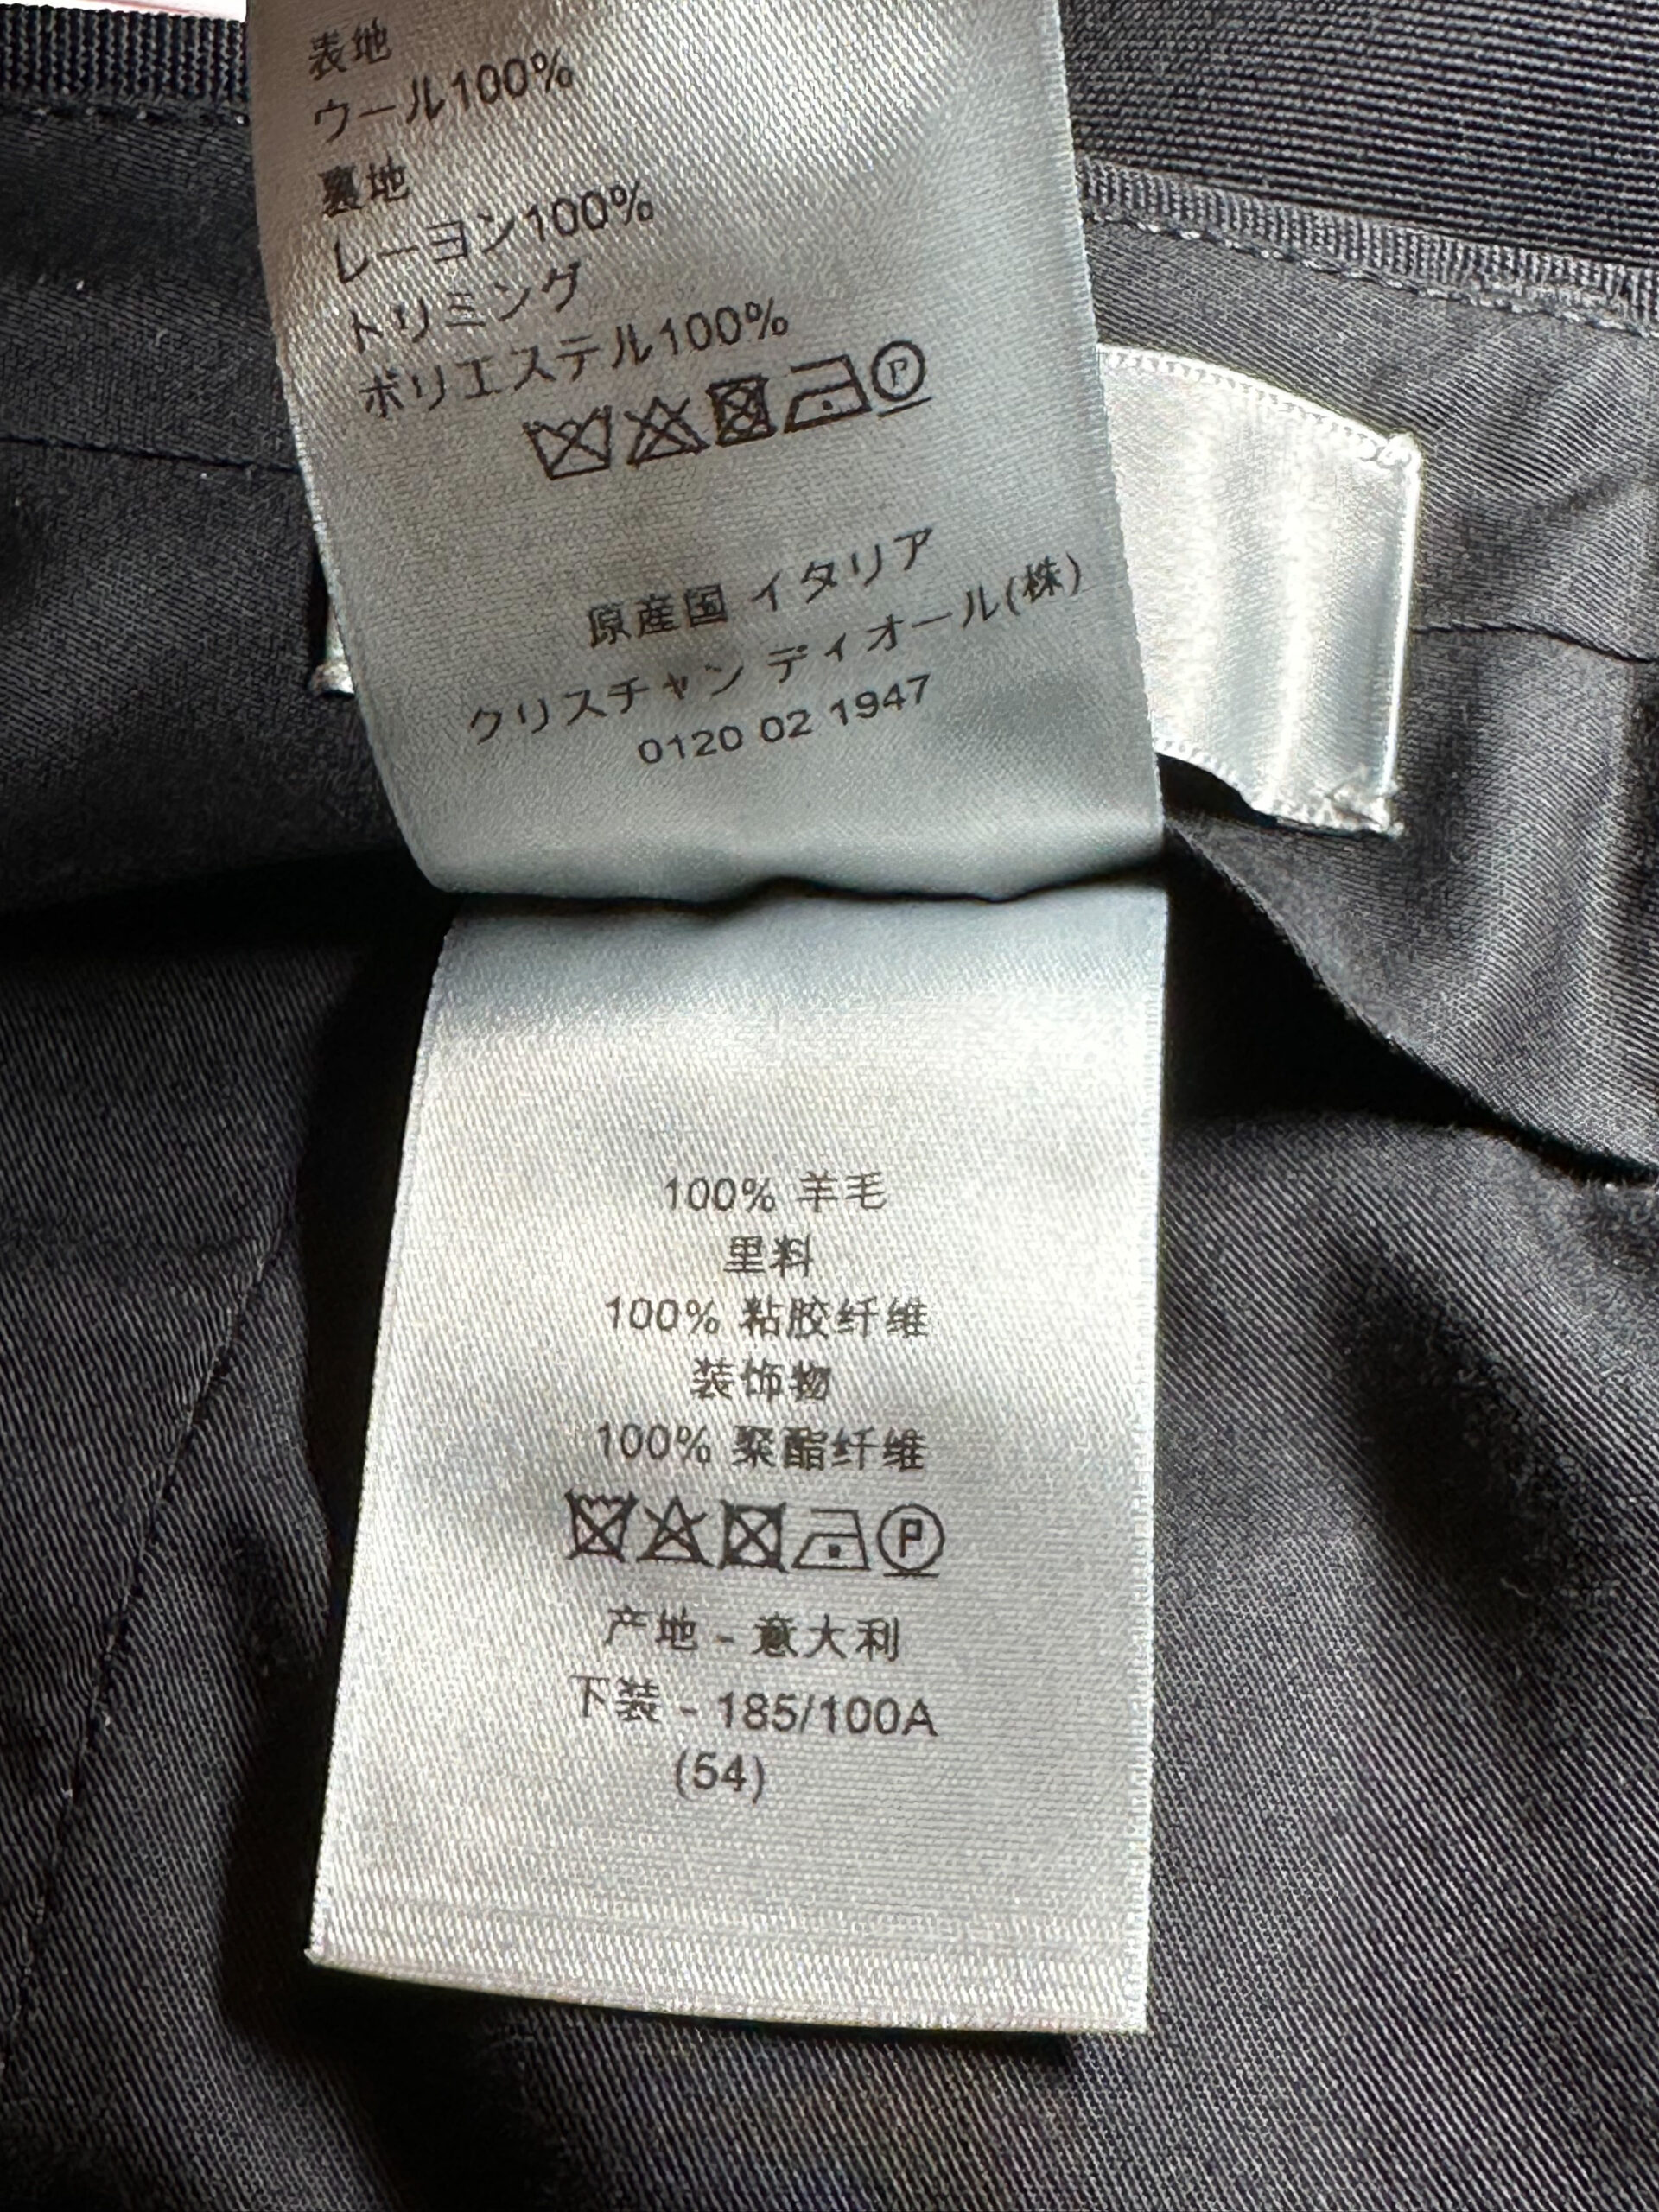 表地
ウール100%
裏地
レーヨン100%
トリミング
ポリエステル100%
P
原産国 イタリア
クリスチャン ディオール(株)
0120 02 1947
100% 羊毛
里料
100% 粘胶纤维
装饰物
100% 聚酯纤维
P
产地 - 意大利
下装 - 185/100A
(54)